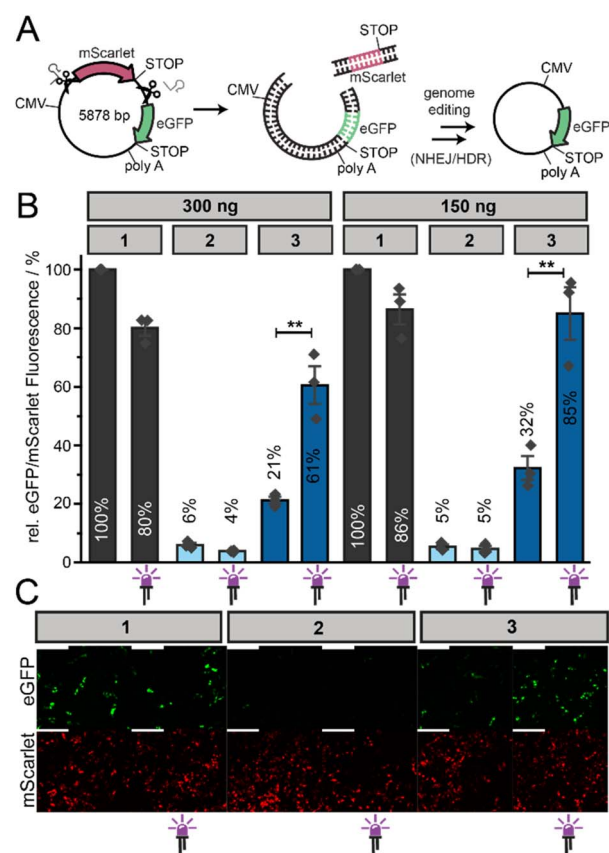 A
mScarlet
STOP
CMV
5878 bp
eGFP
STOP
poly A
STOP
mScarlet
CMV
eGFP
STOP
poly A
genome
editing
(NHEJ/HDR)
CMV
eGFP
STOP
poly A
B
300 ng
150 ng
1
2
3
1
2
3
rel. eGFP/mScarlet Fluorescence / %
100
80
60
40
20
0
100%
80%
6%
4%
21%
61%
**
100%
86%
5%
5%
32%
85%
**
C
1
2
3
eGFP
mScarlet